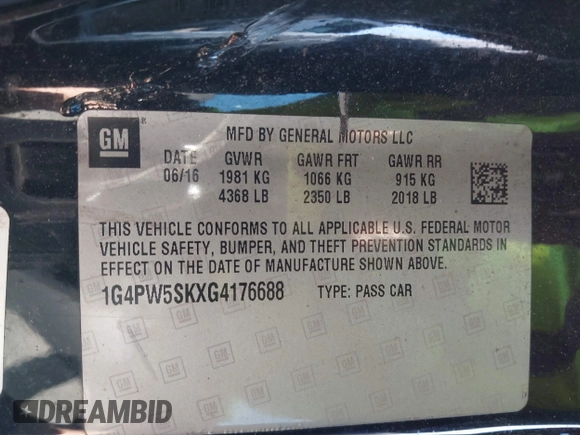 GM
MFD BY GENERAL MOTORS LLC
DATE GVWR GAWR FRT GAWR RR
06/16 1981 KG 1066 KG 915 KG
4368 LB 2350 LB 2018 LB
THIS VEHICLE CONFORMS TO ALL APPLICABLE U.S. FEDERAL MOTOR
VEHICLE SAFETY, BUMPER, AND THEFT PREVENTION STANDARDS IN
EFFECT ON THE DATE OF MANUFACTURE SHOWN ABOVE.
1G4PW5SKXG4176688 TYPE: PASS CAR
DREAMBID